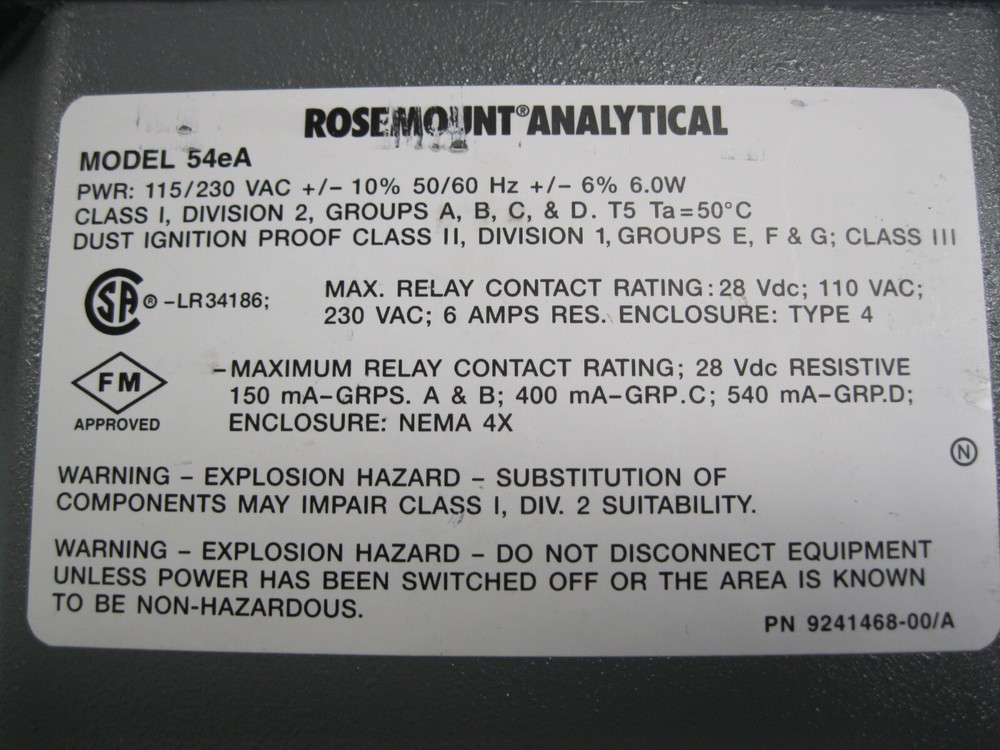 ROSEMOUNT®ANALYTICAL
MODEL 54eA
PWR: 115/230 VAC +/– 10% 50/60 Hz +/– 6% 6.0W
CLASS I, DIVISION 2, GROUPS A, B, C, & D. T5 Ta=50°C
DUST IGNITION PROOF CLASS II, DIVISION 1, GROUPS E, F & G; CLASS III
SA ® –LR34186;
MAX. RELAY CONTACT RATING: 28 Vdc; 110 VAC;
230 VAC; 6 AMPS RES. ENCLOSURE: TYPE 4
FM
APPROVED
–MAXIMUM RELAY CONTACT RATING; 28 Vdc RESISTIVE
150 mA–GRPS. A & B; 400 mA–GRP.C; 540 mA–GRP.D;
ENCLOSURE: NEMA 4X
N
WARNING – EXPLOSION HAZARD – SUBSTITUTION OF
COMPONENTS MAY IMPAIR CLASS I, DIV. 2 SUITABILITY.
WARNING – EXPLOSION HAZARD – DO NOT DISCONNECT EQUIPMENT
UNLESS POWER HAS BEEN SWITCHED OFF OR THE AREA IS KNOWN
TO BE NON-HAZARDOUS.
PN 9241468-00/A